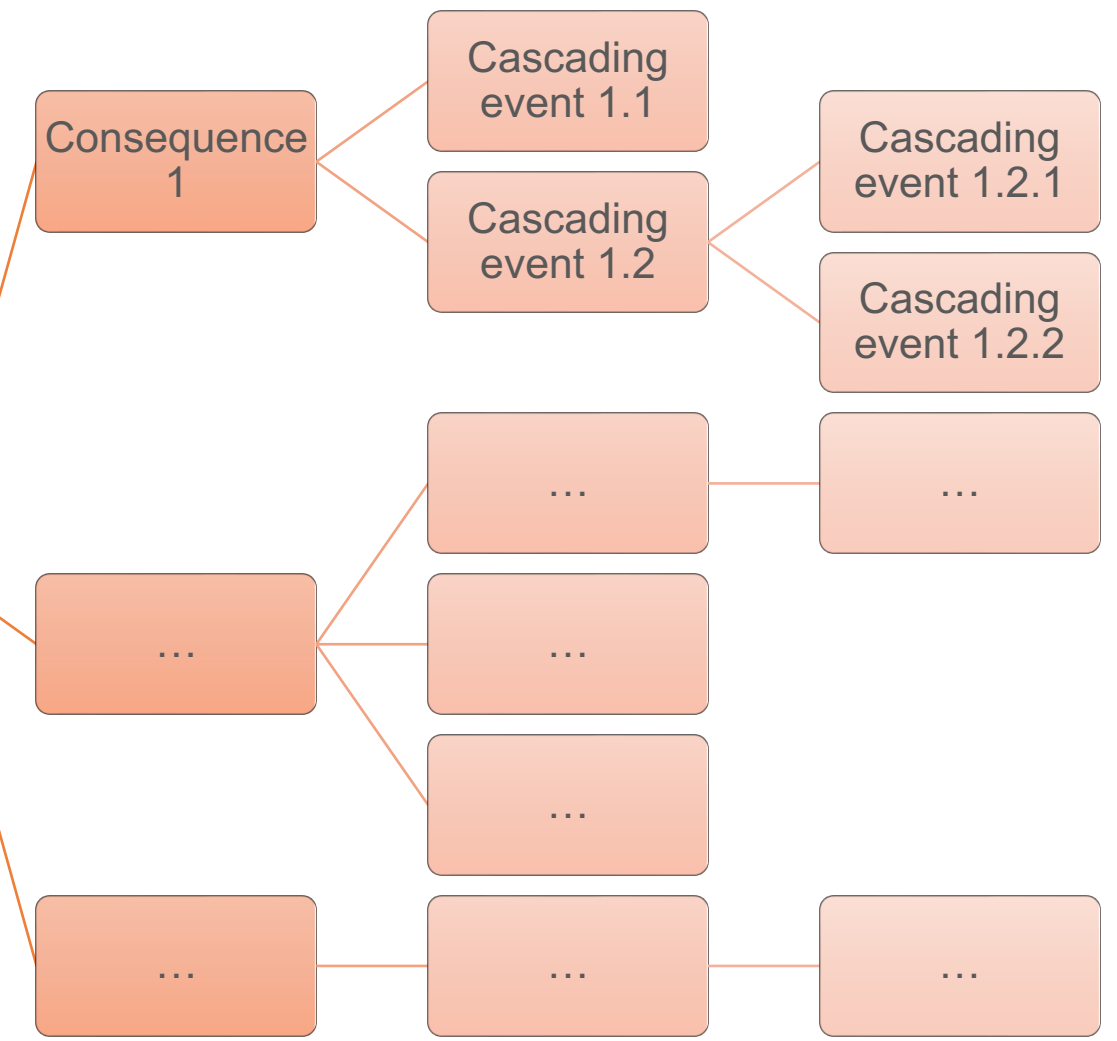 Consequence
1
Cascading
event 1.1
Cascading
event 1.2
Cascading
event 1.2.1
Cascading
event 1.2.2
...
...
...
...
...
...
...
...